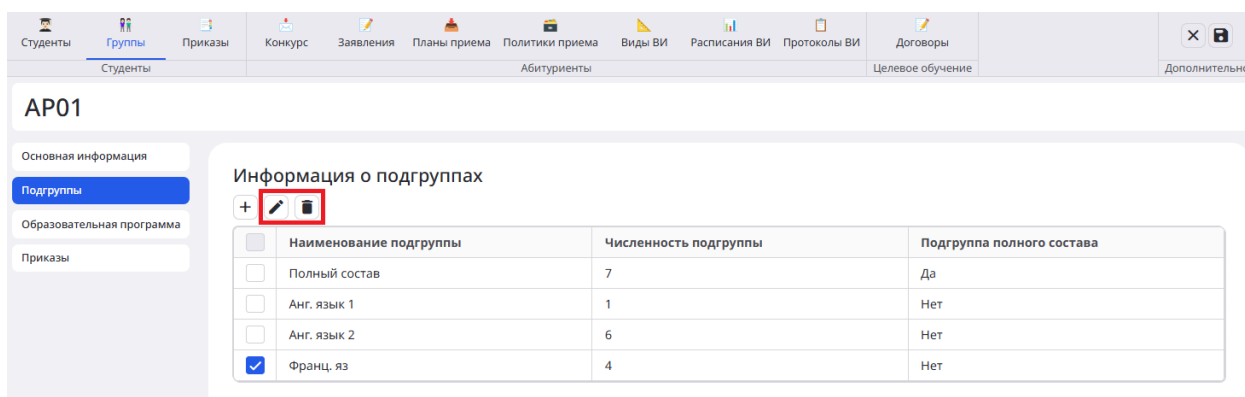 Студенты Группы Приказы Конкурс Заявления Планы приема Политики приема Виды ВИ Расписания ВИ Протоколы ВИ Договоры
Студенты Абитуриенты Целевое обучение Дополнительно
AP01
Основная информация
Подгруппы
Образовательная программа
Приказы
Информация о подгруппах
Наименование подгруппы Численность подгруппы Подгруппа полного состава
Полный состав 7 Да
Анг. язык 1 1 Нет
Анг. язык 2 6 Нет
Франц. яз 4 Нет